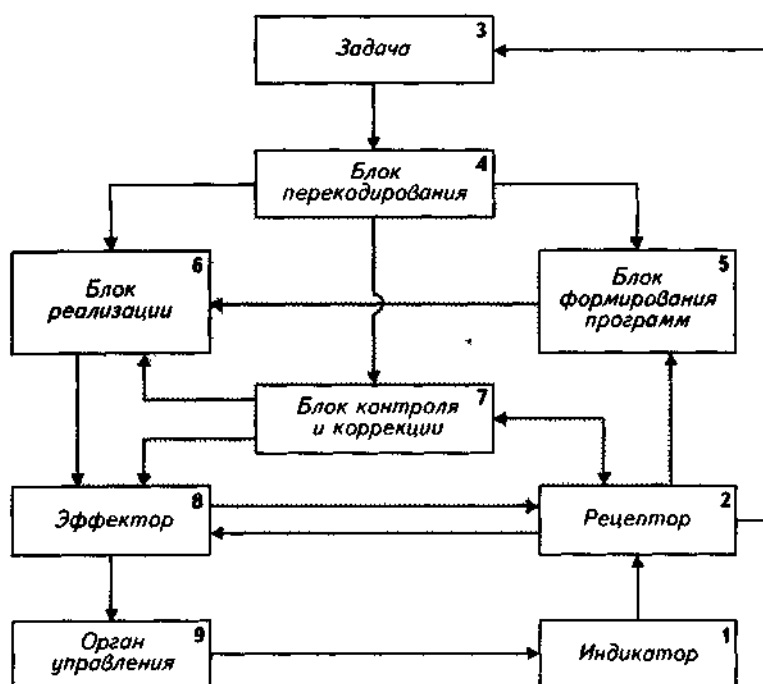 3
Задача
4
Блок
перекодирования
6
Блок
реализации
5
Блок
формирования
программ
7
Блок контроля
и коррекции
8
Эффектор
2
Рецептор
9
Орган
управления
1
Индикатор